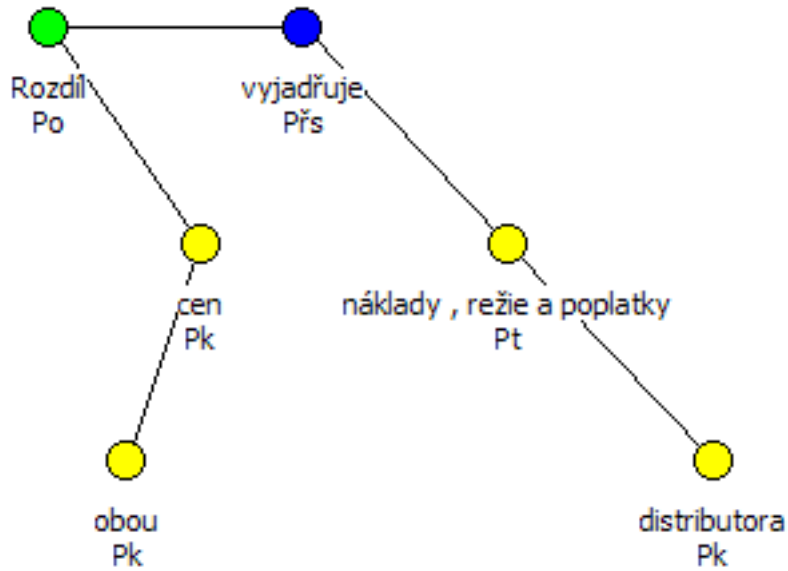 Rozdíl
Po
vyjadřuje
Přs
cen
Pk
náklady , režie a poplatky
Pt
obou
Pk
distributora
Pk